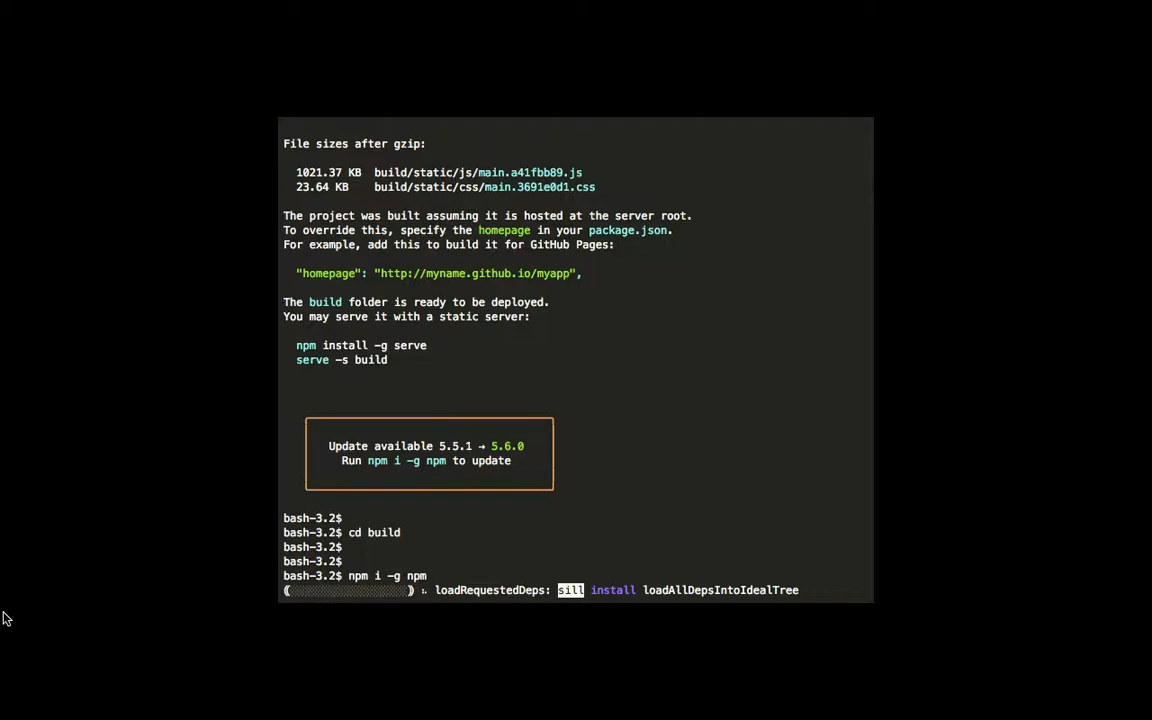 File sizes after gzip:
1021.37 KB  build/static/js/main.a41fbb89.js
23.64 KB    build/static/css/main.3691e0d1.css
The project was built assuming it is hosted at the server root.
To override this, specify the homepage in your package.json.
For example, add this to build it for GitHub Pages:
"homepage": "http://myname.github.io/myapp",
The build folder is ready to be deployed.
You may serve it with a static server:
npm install -g serve
serve -s build
Update available 5.5.1 → 5.6.0
Run npm i -g npm to update
bash-3.2$
bash-3.2$ cd build
bash-3.2$
bash-3.2$
bash-3.2$ npm i -g npm
loadRequestedDeps: sill install loadAllDepsIntoIdealTree